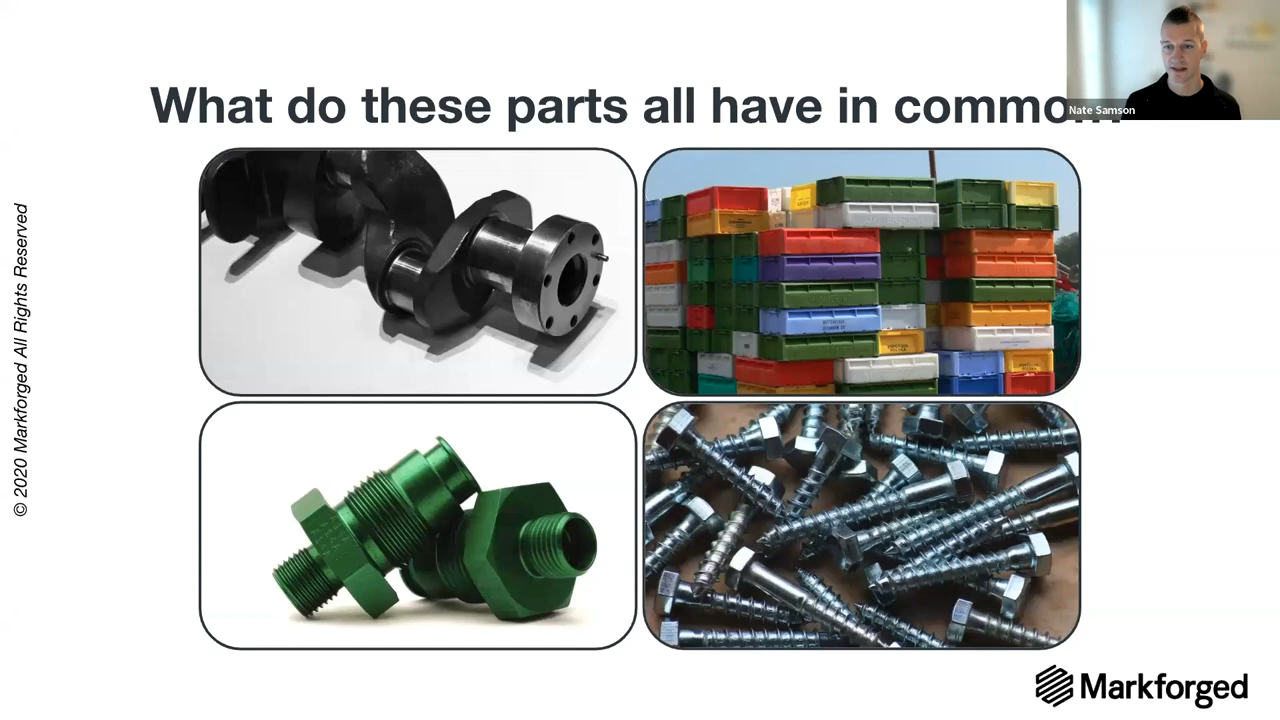 What do these parts all have in commo
Nate Samson
© 2020 Markforged All Rights Reserved
Markforged